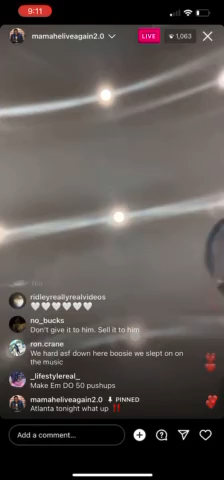 9:11
mamaheliveagain2.0
LIVE
1,063
ridleyreallyrealvideos
🤍🤍🤍🤍🤍🤍
no_bucks
Don't give it to him. Sell it to him
ron.crane
We hard asf down here boosie we slept on on
the music
_lifestylereal_
Make Em DO 50 pushups
mamaheliveagain2.0 PINNED
Atlanta tonight what up ‼️
Add a comment...